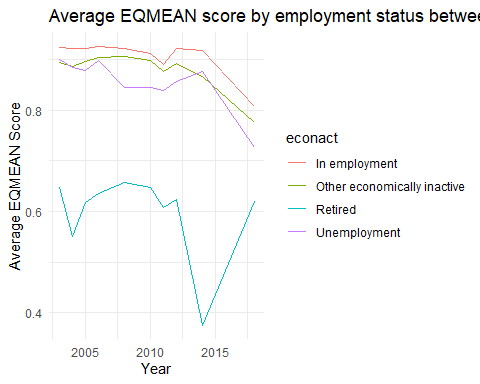 Average EQMEAN score by employment status betwee
Average EQMEAN Score
0.8
0.6
0.4
2005 2010 2015
Year
econact
In employment
Other economically inactive
Retired
Unemployment